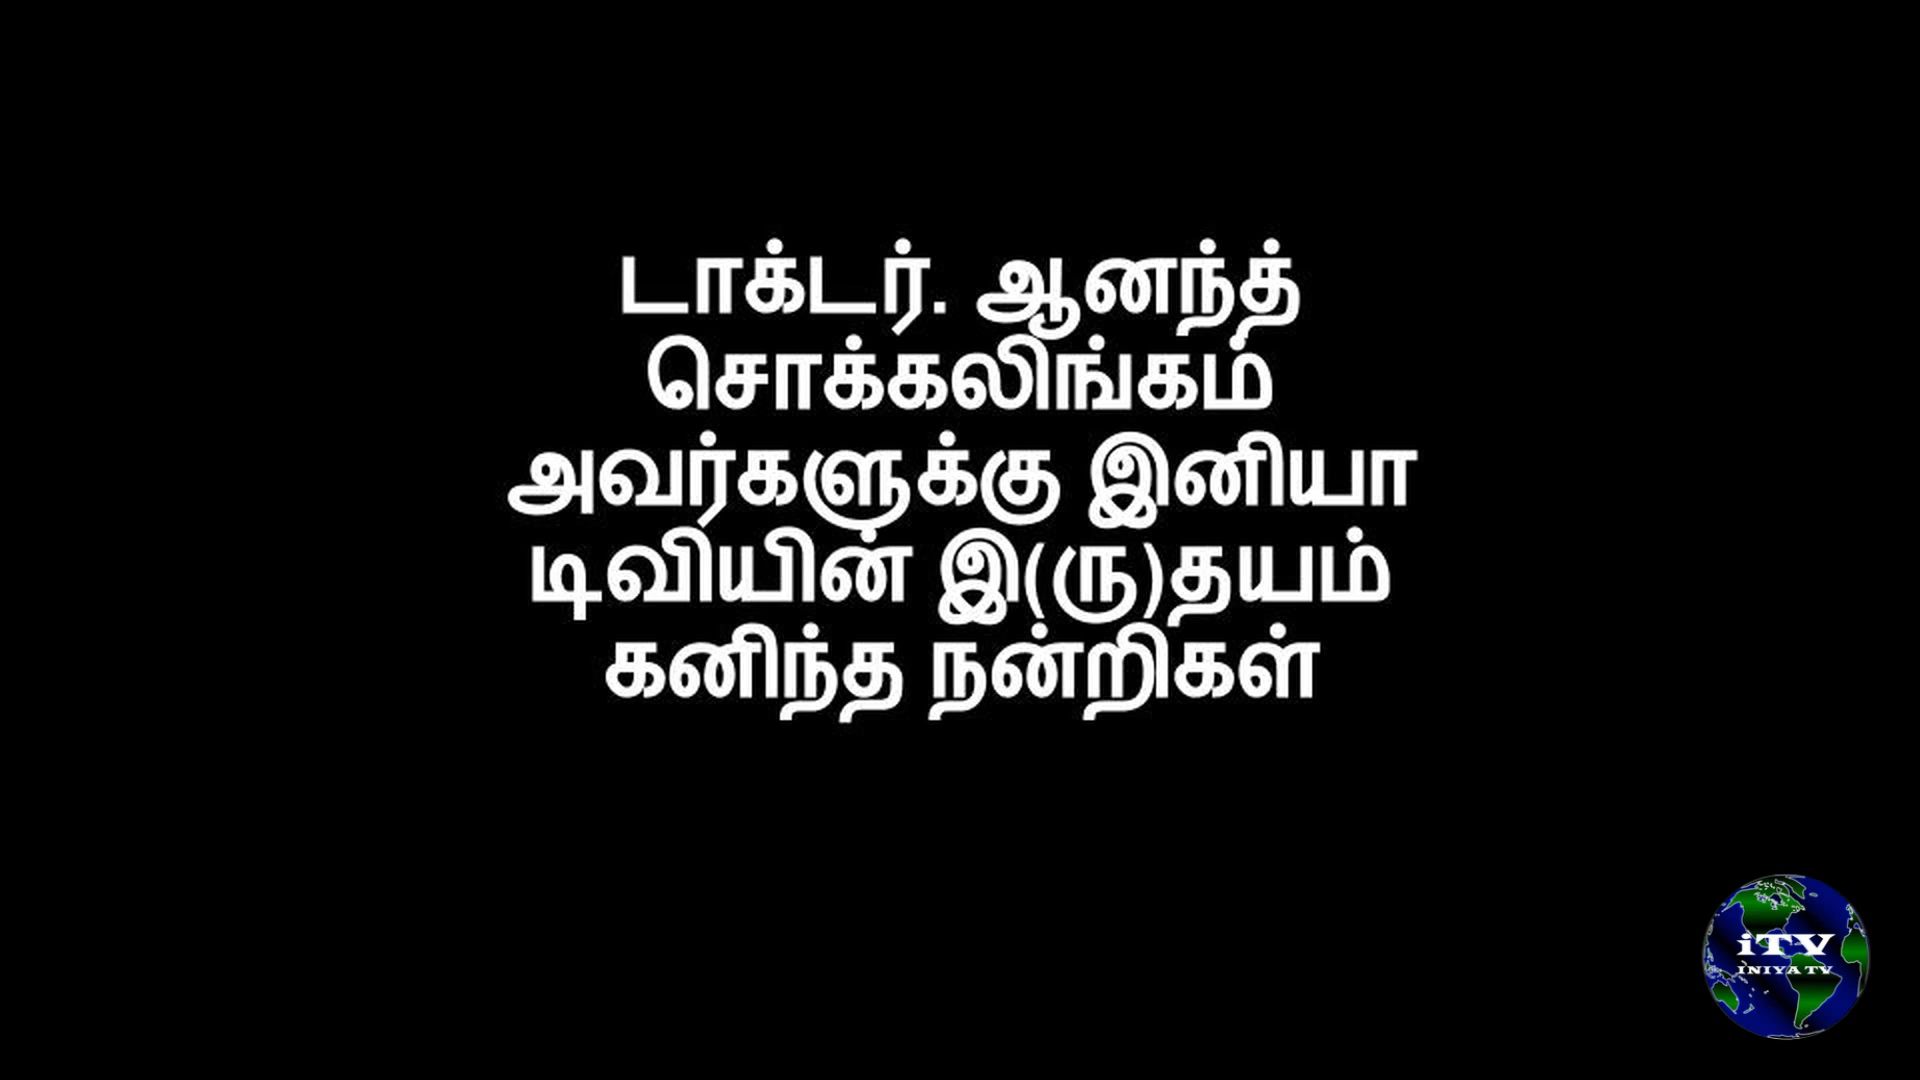 டாக்டர். ஆனந்த்
சொக்கலிங்கம்
அவர்களுக்கு இனியா
டிவியின் இ(ரு)தயம்
கனிந்த நன்றிகள்
iTV
INIYA TV